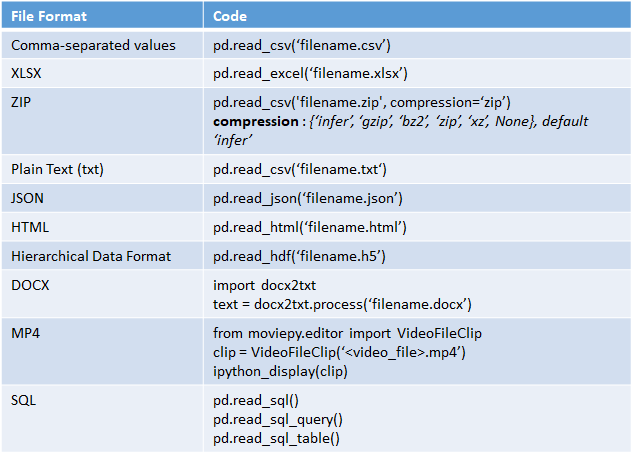 File Format Code
Comma-separated values pd.read_csv(‘filename.csv’)
XLSX pd.read_excel(‘filename.xlsx’)
ZIP pd.read_csv('filename.zip', compression=‘zip’)
compression : {‘infer’, ‘gzip’, ‘bz2’, ‘zip’, ‘xz’, None}, default
‘infer’
Plain Text (txt) pd.read_csv(‘filename.txt‘)
JSON pd.read_json(‘filename.json’)
HTML pd.read_html(‘filename.html’)
Hierarchical Data Format pd.read_hdf(‘filename.h5’)
DOCX import docx2txt
text = docx2txt.process(‘filename.docx’)
MP4 from moviepy.editor import VideoFileClip
clip = VideoFileClip(‘<video_file>.mp4’)
ipython_display(clip)
SQL pd.read_sql()
pd.read_sql_query()
pd.read_sql_table()